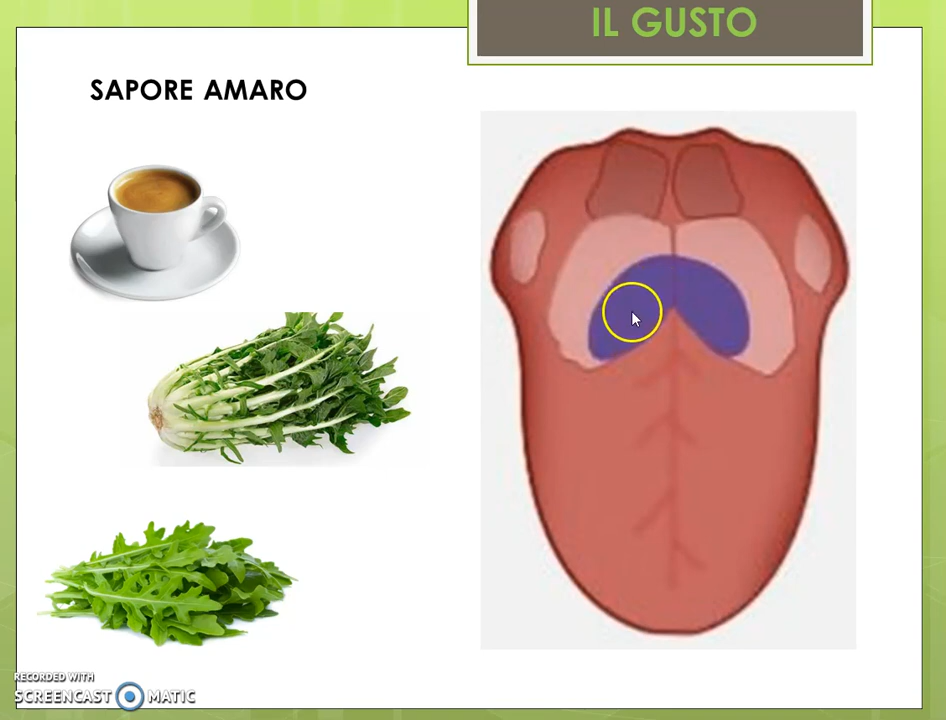 IL GUSTO
SAPORE AMARO
RECORDED WITH
SCREENCAST MATIC